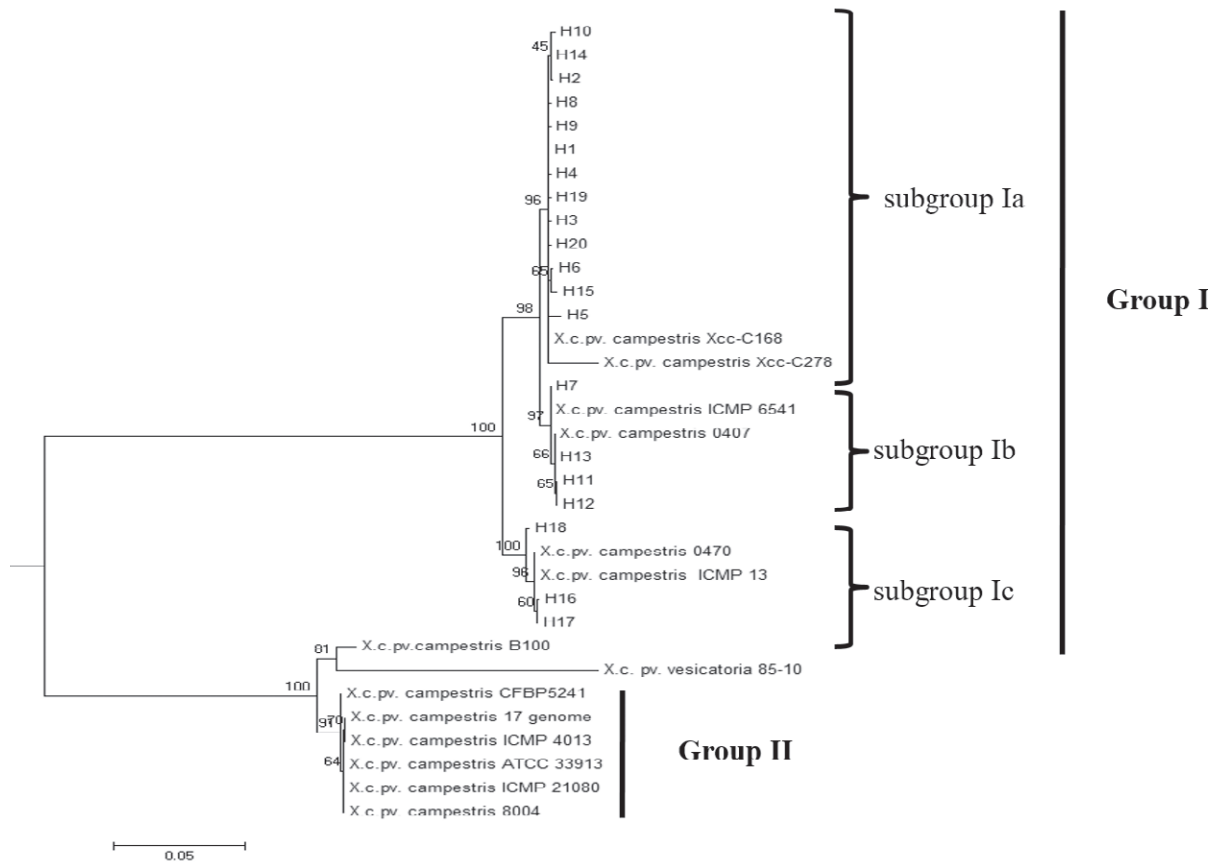 H10
45
H14
H2
H8
H9
H1
H4
H19
96
subgroup Ia
H3
H20
H6
65
H15
Group I
98
H5
X.c.pv. campestris Xcc-C168
X.c.pv. campestris Xcc-C278
H7
X.c.pv. campestris ICMP 6541
97
100
X.c.pv. campestris 0407
subgroup Ib
66
H13
H11
65
H12
H18
100
X.c.pv. campestris 0470
96
X.c.pv. campestris ICMP 13
subgroup Ic
60
H16
H17
81
X.c.pv.campestris B100
X.c. pv. vesicatoria 85-10
100
X.c.pv. campestris CFBP5241
70
X.c.pv. campestris 17 genome
91
X.c.pv. campestris ICMP 4013
Group II
64
X.c.pv. campestris ATCC 33913
X.c.pv. campestris ICMP 21080
X.c pv. campestris 8004
0.05